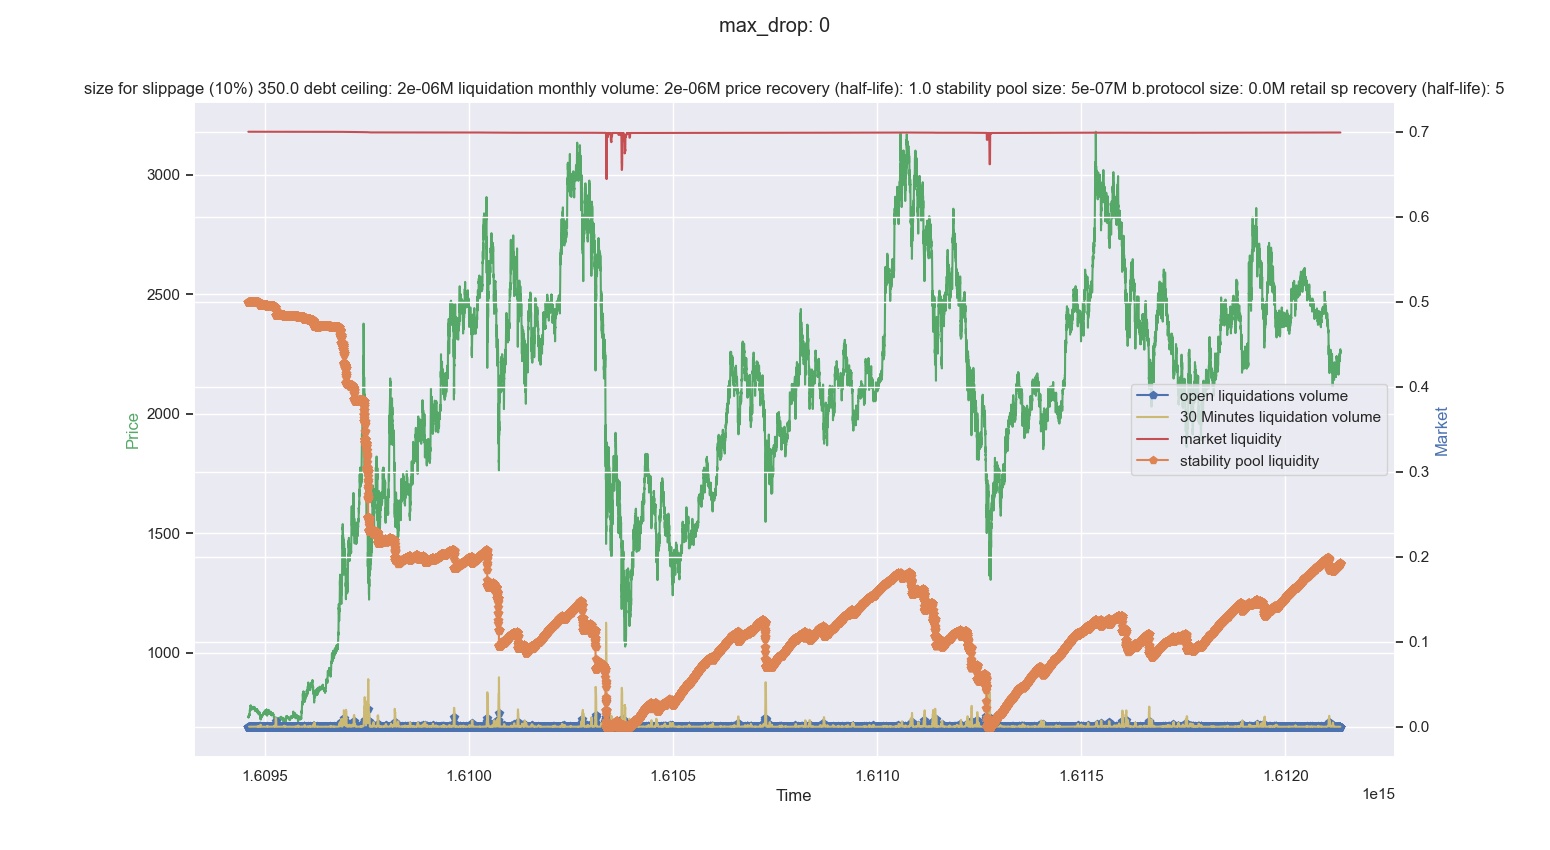 max_drop: 0
size for slippage (10%) 350.0 debt ceiling: 2e-06M liquidation monthly volume: 2e-06M price recovery (half-life): 1.0 stability pool size: 5e-07M b.protocol size: 0.0M retail sp recovery (half-life): 5
3000
2500
2000
1500
1000
Price
0.7
0.6
0.5
0.4
0.3
0.2
0.1
0.0
Market
open liquidations volume
30 Minutes liquidation volume
market liquidity
stability pool liquidity
1.6095 1.6100 1.6105 1.6110 1.6115 1.6120
Time
1e15